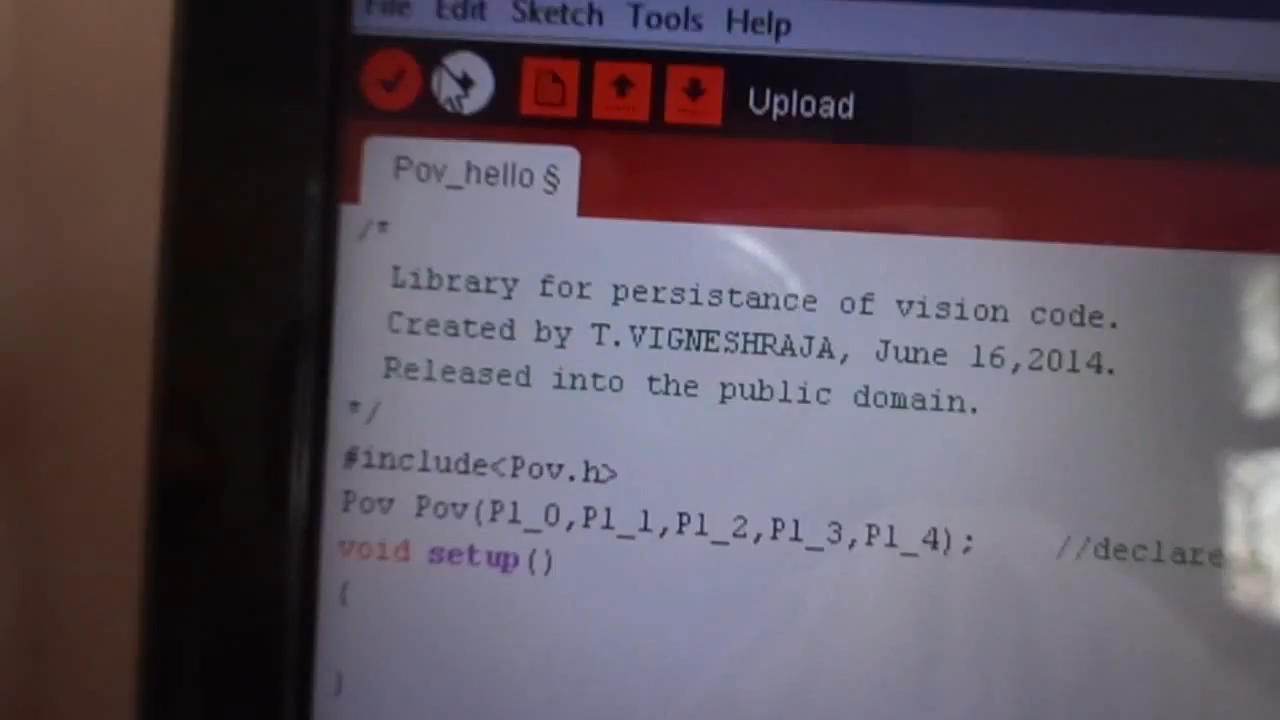 File Edit Sketch Tools Help
Upload
Pov_hello §
/*
Library for persistance of vision code.
Created by T.VIGNESHRAJA, June 16,2014.
Released into the public domain.
*/
#include<Pov.h>
Pov Pov(P1_0,P1_1,P1_2,P1_3,P1_4); //declare
void setup()
{
}